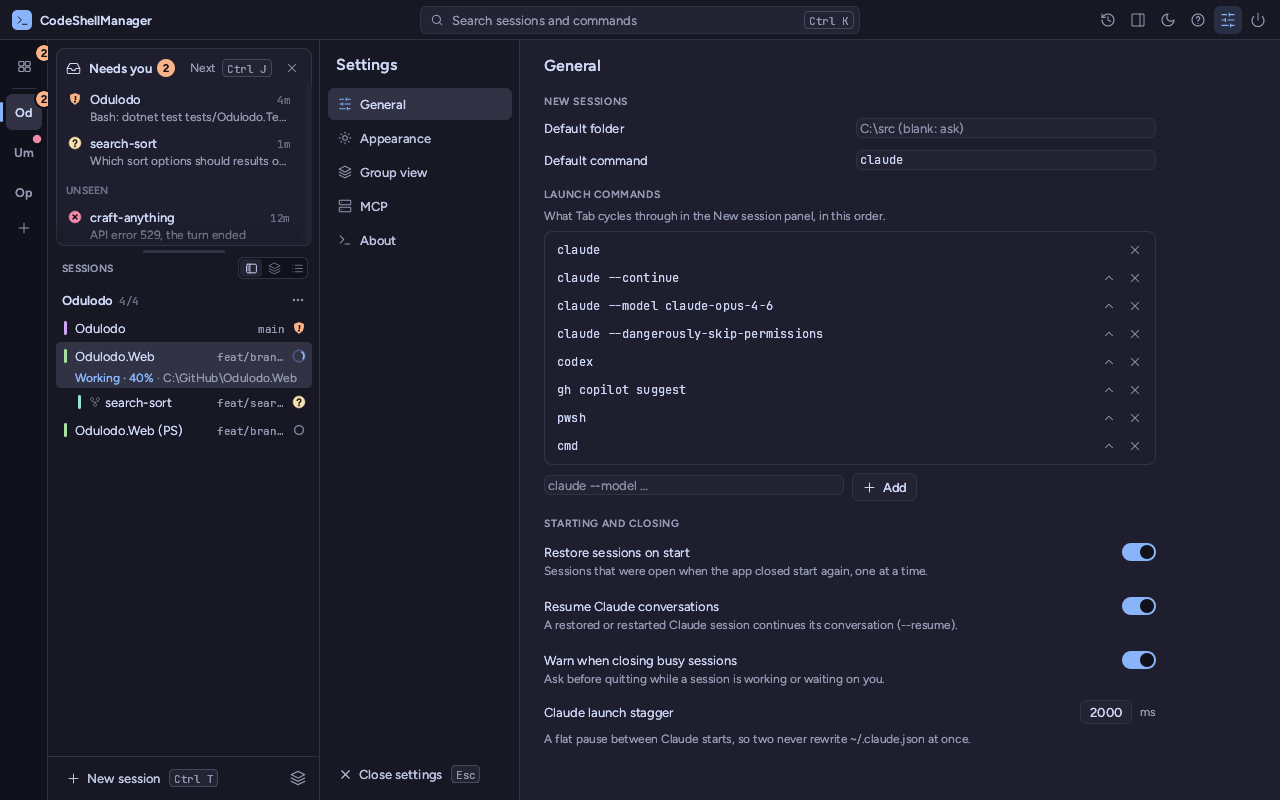 CodeShellManager
Search sessions and commands
Ctrl K
2
Od
2
Um
Op
Needs you 2 Next Ctrl J
Odulodo 4m
Bash: dotnet test tests/Odulodo.Te…
search-sort 1m
Which sort options should results o…
UNSEEN
craft-anything 12m
API error 529, the turn ended
SESSIONS
Odulodo 4/4
Odulodo main
Odulodo.Web feat/bran…
Working · 40% · C:\GitHub\Odulodo.Web
search-sort feat/sear…
Odulodo.Web (PS) feat/bran…
New session Ctrl T
Settings
General
Appearance
Group view
MCP
About
Close settings Esc
General
NEW SESSIONS
Default folder C:\src (blank: ask)
Default command claude
LAUNCH COMMANDS
What Tab cycles through in the New session panel, in this order.
claude
claude --continue
claude --model claude-opus-4-6
claude --dangerously-skip-permissions
codex
gh copilot suggest
pwsh
cmd
claude --model ... Add
STARTING AND CLOSING
Restore sessions on start
Sessions that were open when the app closed start again, one at a time.
Resume Claude conversations
A restored or restarted Claude session continues its conversation (--resume).
Warn when closing busy sessions
Ask before quitting while a session is working or waiting on you.
Claude launch stagger 2000 ms
A flat pause between Claude starts, so two never rewrite ~/.claude.json at once.